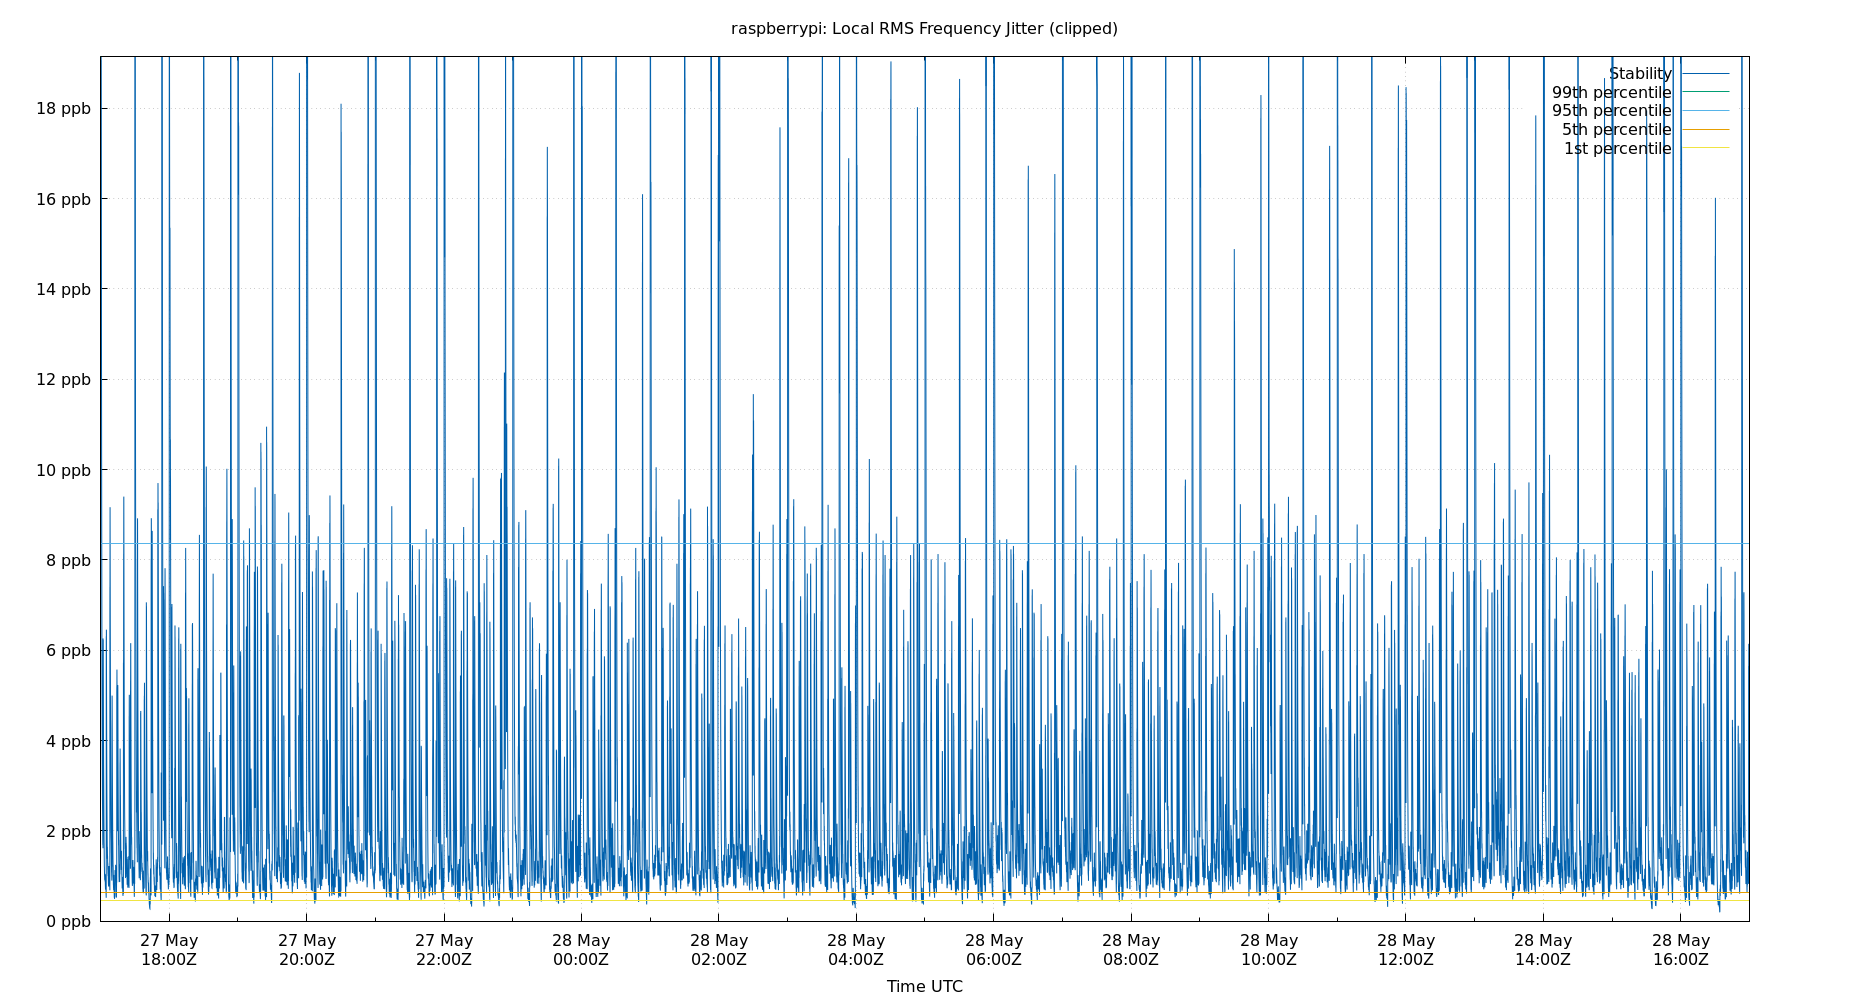 raspberrypi: Local RMS Frequency Jitter (clipped)
Stability
99th percentile
95th percentile
5th percentile
1st percentile
18 ppb
16 ppb
14 ppb
12 ppb
10 ppb
8 ppb
6 ppb
4 ppb
2 ppb
0 ppb
27 May 27 May 27 May 28 May 28 May 28 May 28 May 28 May 28 May 28 May 28 May 28 May
18:00Z 20:00Z 22:00Z 00:00Z 02:00Z 04:00Z 06:00Z 08:00Z 10:00Z 12:00Z 14:00Z 16:00Z
Time UTC